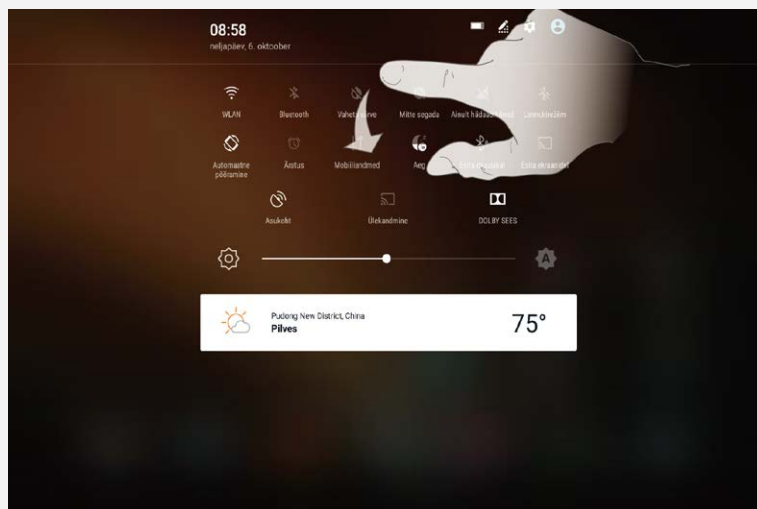 08:58
neljapäev, 6. oktoober
WLAN Bluetooth Mitte segada
Automaatne pööramine Äratus Mobiilandmed Aeg
Asukoht Ülekandmine DOLBY SEES
A
Pudong New District, China
Pilves 75°